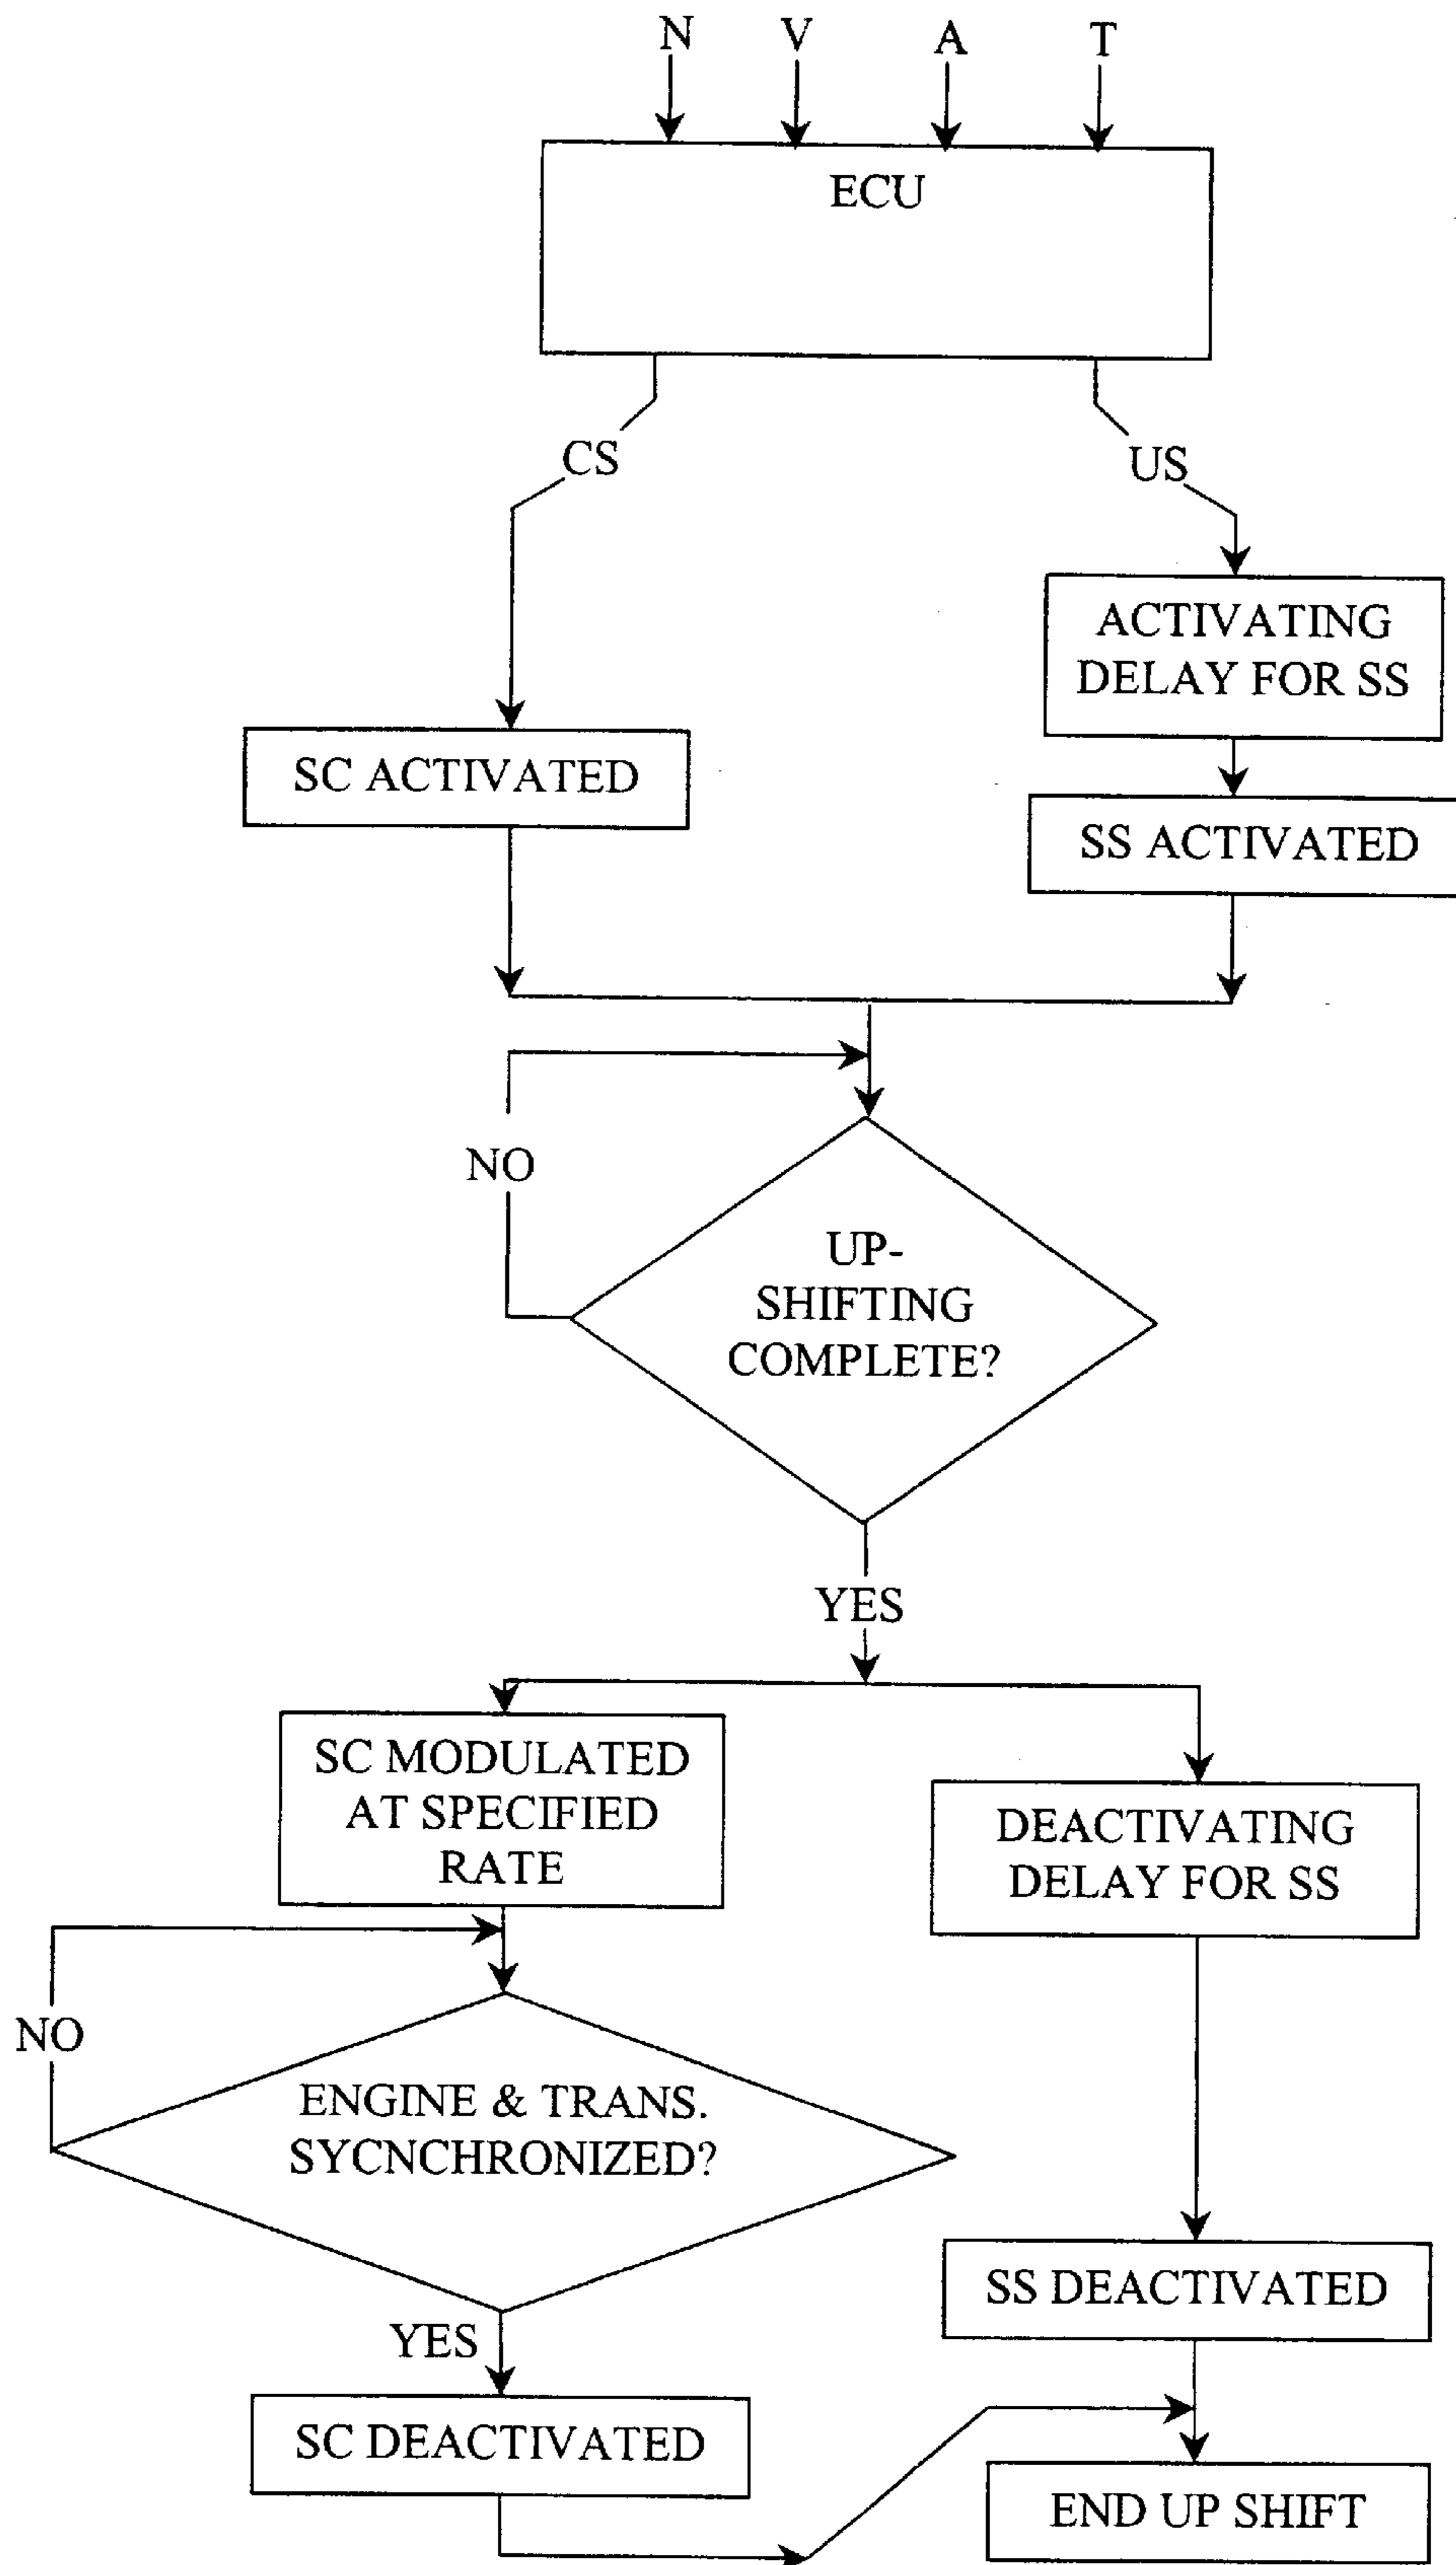 N V A T
ECU
CS
US
ACTIVATING
DELAY FOR SS
SC ACTIVATED
SS ACTIVATED
NO
UP-
SHIFTING
COMPLETE?
YES
SC MODULATED
AT SPECIFIED
RATE
DEACTIVATING
DELAY FOR SS
NO
ENGINE & TRANS.
SYCNCHRONIZED?
YES
SS DEACTIVATED
SC DEACTIVATED
END UP SHIFT